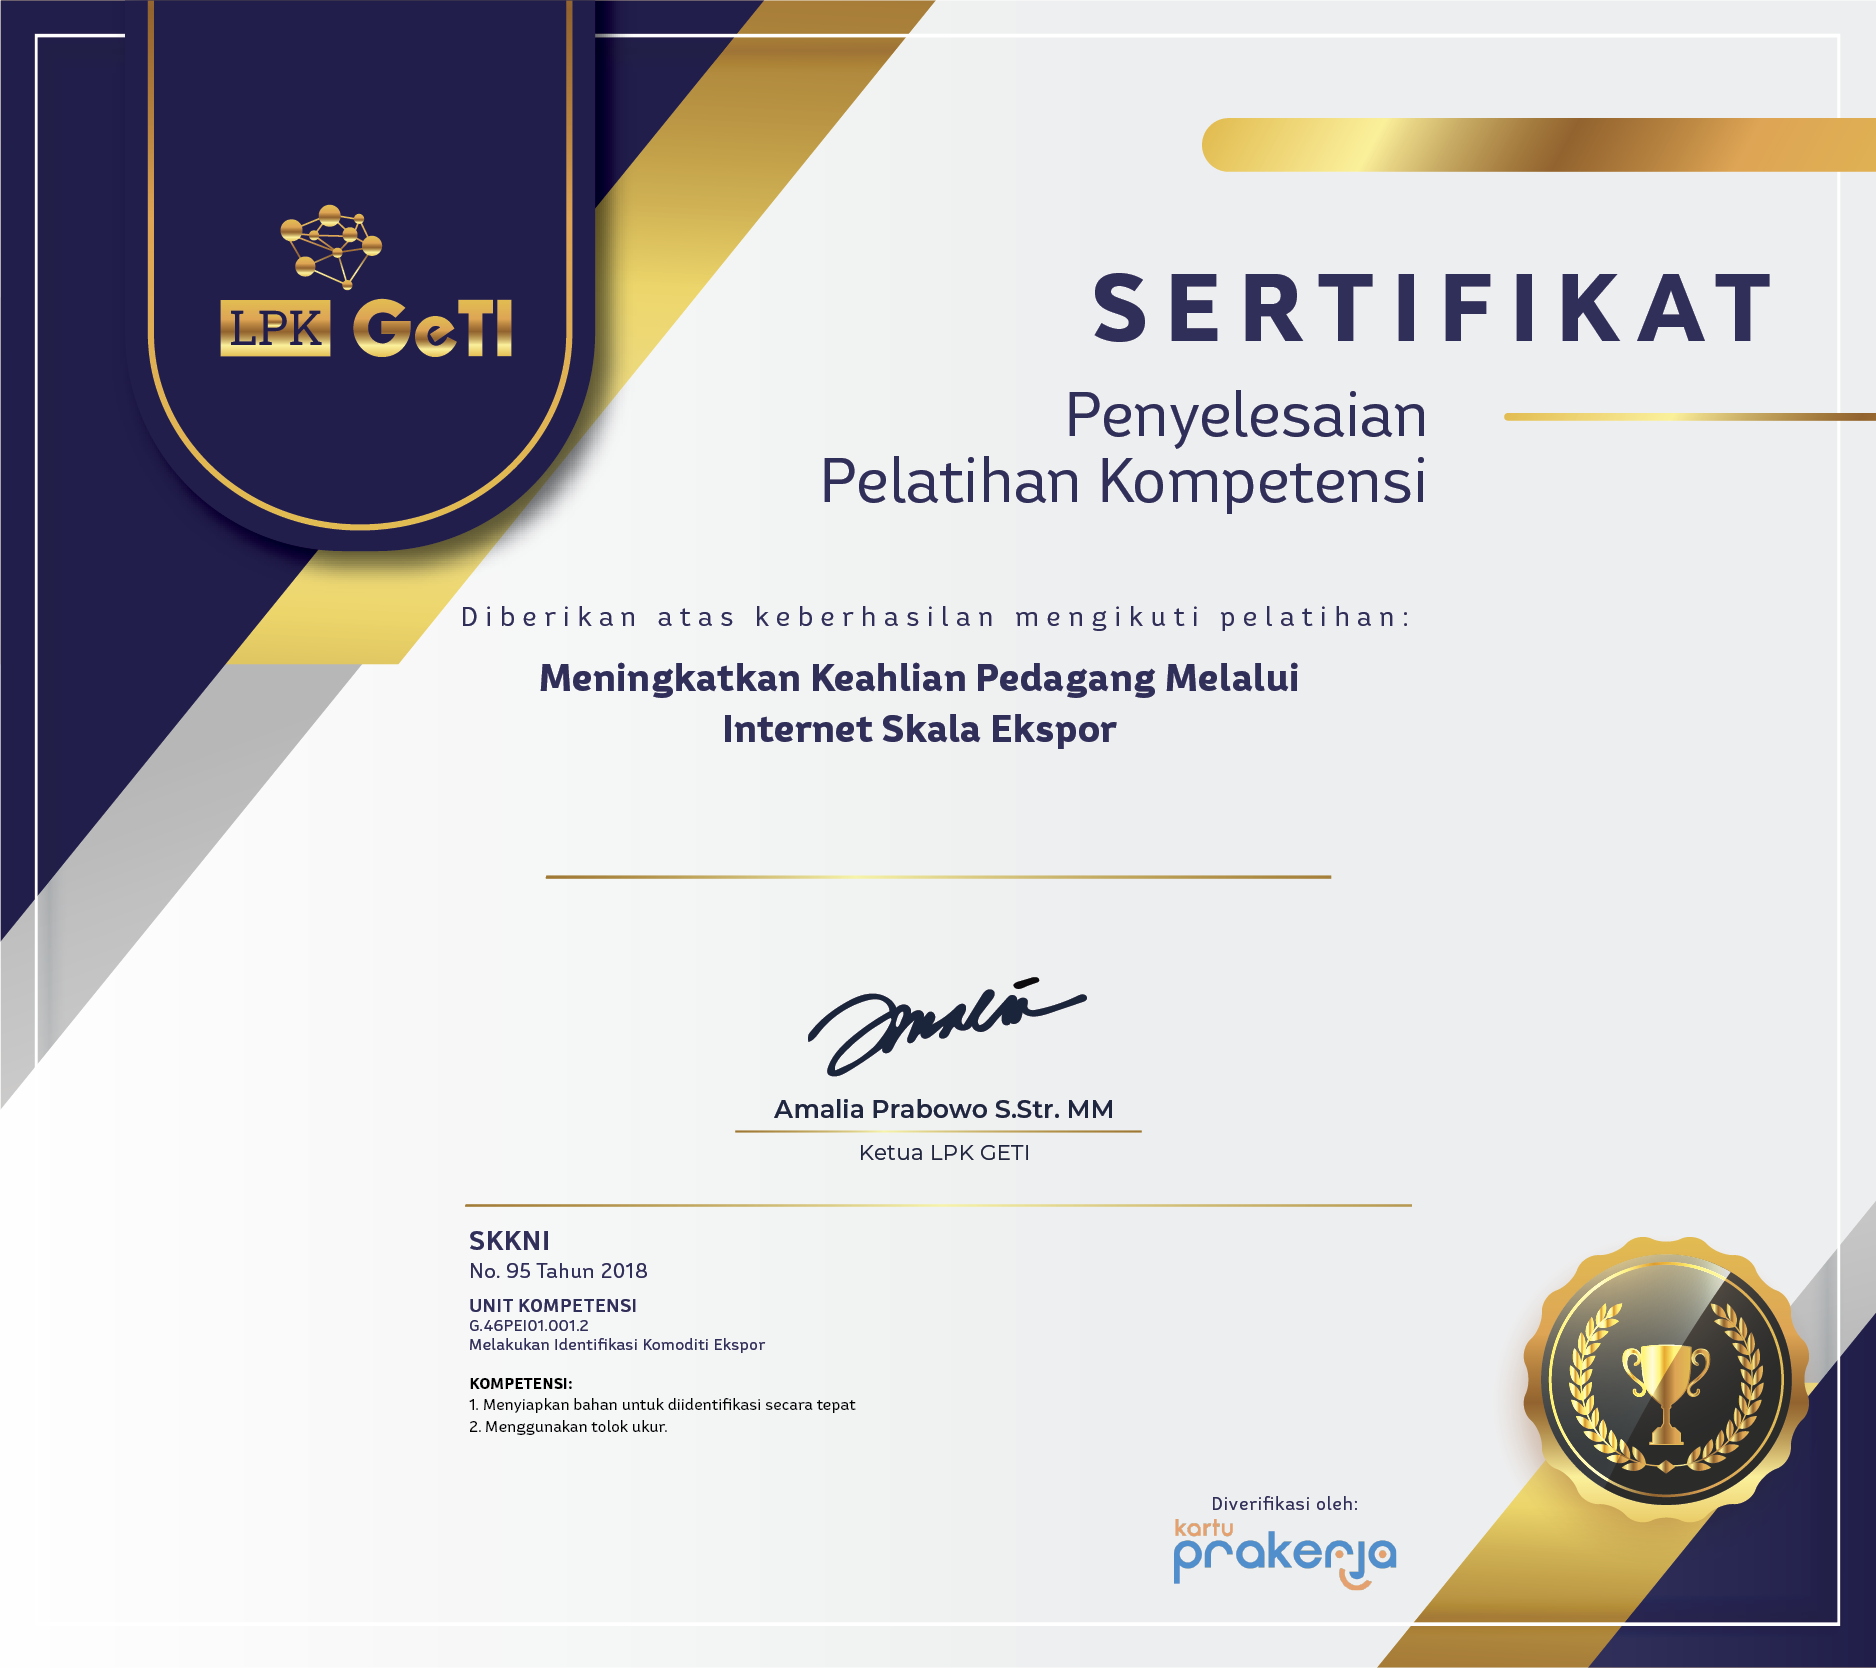 LPK GeTI
SERTIFIKAT
Penyelesaian
Pelatihan Kompetensi
Diberikan atas keberhasilan mengikuti pelatihan:
Meningkatkan Keahlian Pedagang Melalui
Internet Skala Ekspor
Amalia
Amalia Prabowo S.Str. MM
Ketua LPK GETI
SKKNI
No. 95 Tahun 2018
UNIT KOMPETENSI
G.46PEI01.001.2
Melakukan Identifikasi Komoditi Ekspor
KOMPETENSI:
1. Menyiapkan bahan untuk diidentifikasi secara tepat
2. Menggunakan tolok ukur.
Diverifikasi oleh:
kartu
prakerja